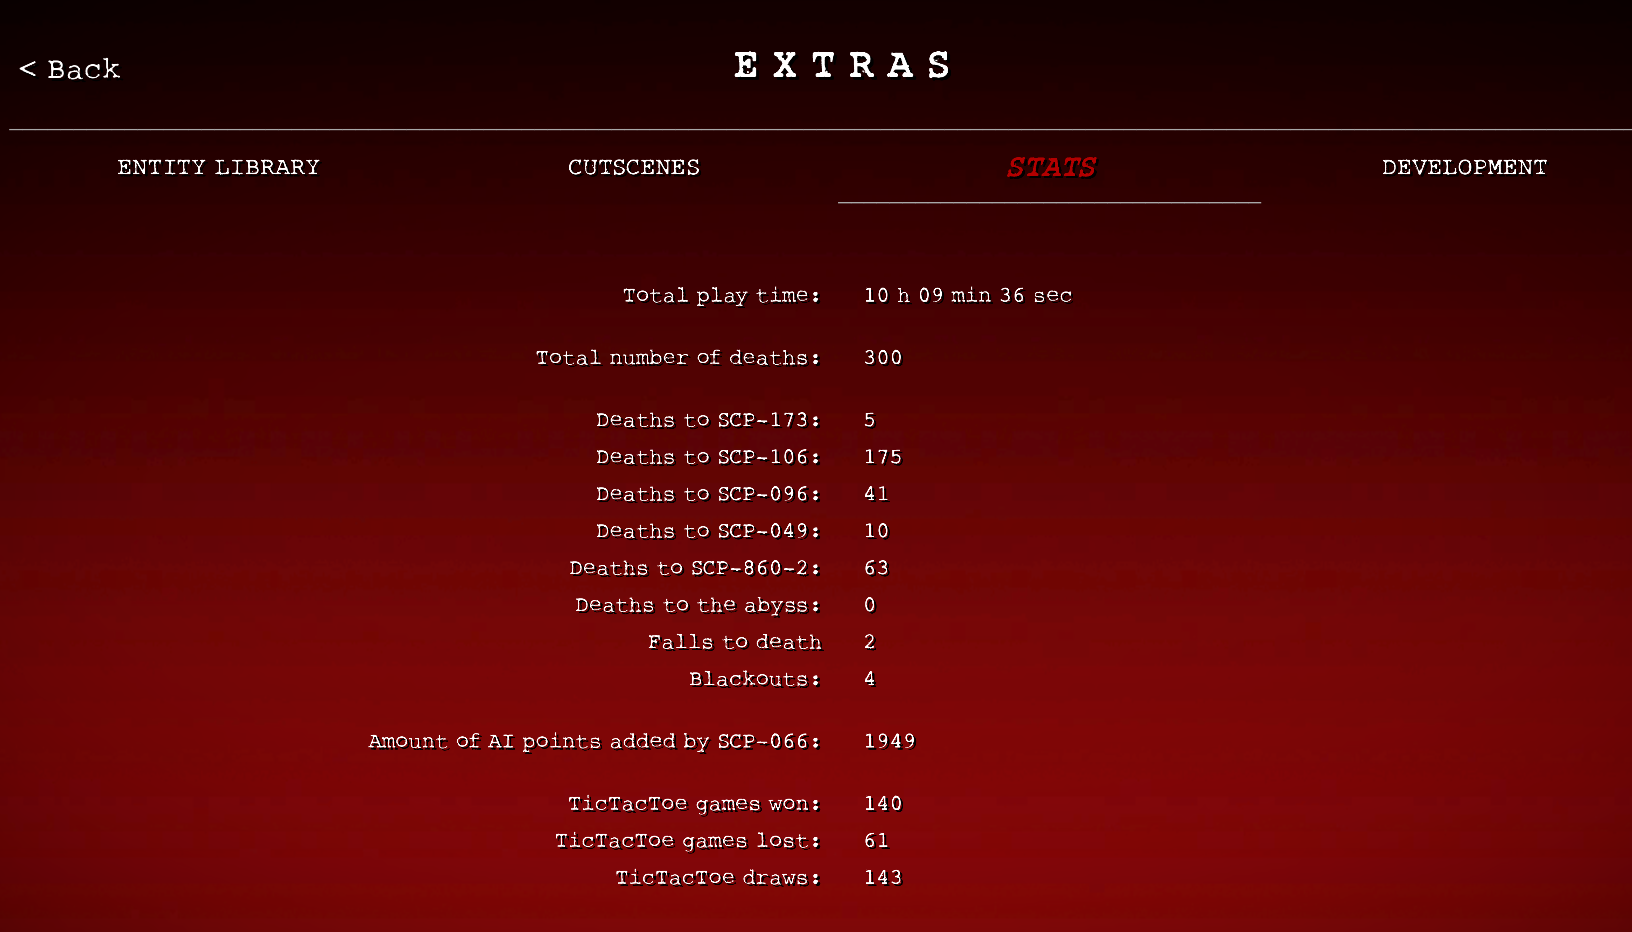 < Back
EXTRAS
ENTITY LIBRARY CUTSCENES STATS DEVELOPMENT
Total play time: 10 h 09 min 36 sec
Total number of deaths: 300
Deaths to SCP-173: 5
Deaths to SCP-106: 175
Deaths to SCP-096: 41
Deaths to SCP-049: 10
Deaths to SCP-860-2: 63
Deaths to the abyss: 0
Falls to death 2
Blackouts: 4
Amount of AI points added by SCP-066: 1949
TicTacToe games won: 140
TicTacToe games lost: 61
TicTacToe draws: 143